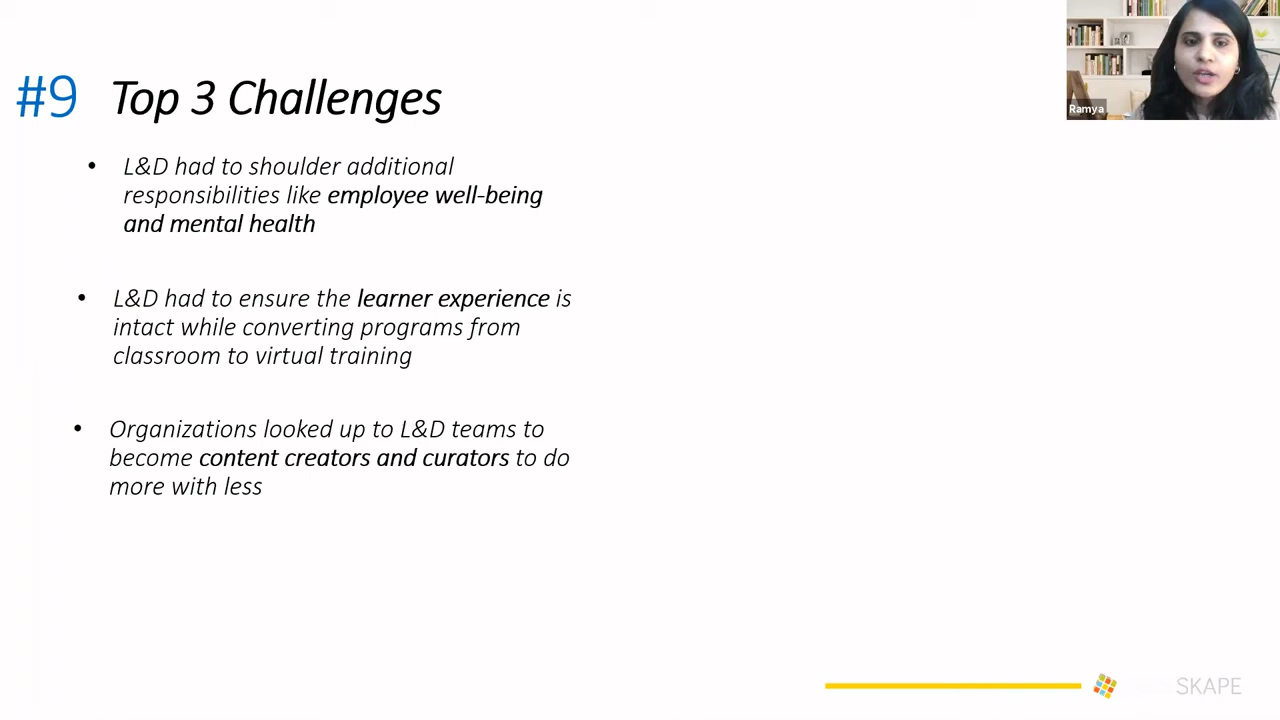 #9 Top 3 Challenges
Ramya
• L&D had to shoulder additional
responsibilities like employee well-being
and mental health
• L&D had to ensure the learner experience is
intact while converting programs from
classroom to virtual training
• Organizations looked up to L&D teams to
become content creators and curators to do
more with less
SKAPE